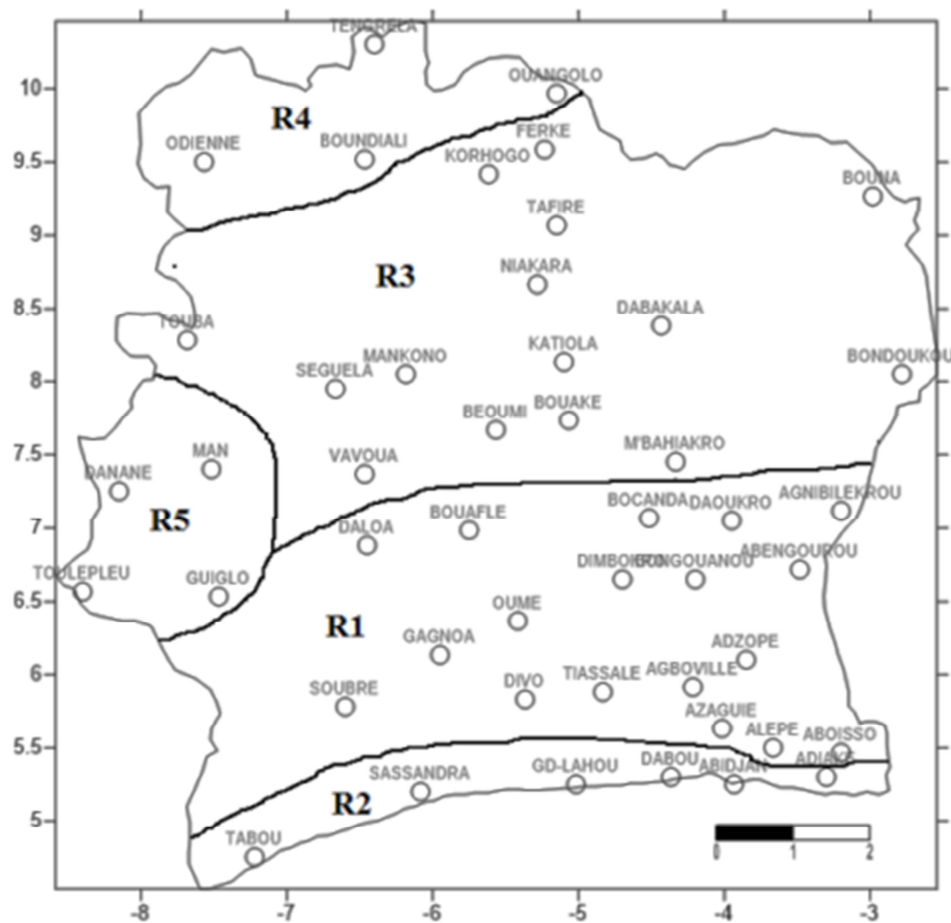 TENGRELA
10
OUANGOLO
R4
FERKE
ODIENNE
BOUNDIALI
KORHOGO
9.5
BOUNA
TAFIRE
9
NIAKARA
R3
DABAKALA
8.5
TOUBA
KATIOLA
MANKONO
BONDOUKOU
SEGUELA
8
BEOUMI
BOUAKE
M'BAHIAKRO
MAN
VAVOUA
7.5
DANANE
AGNIBILEKROU
BOCANDA
DAOUKRO
BOUAFLE
R5
DALOA
7
ABENGOUROU
DIMBOKRO
BONGOUANOU
TOULEPLEU
GUIGLO
6.5
OUME
R1
GAGNOA
ADZOPE
6
DIVO
TIASSALE
AGBOVILLE
SOUBRE
AZAGUIE
ALEPE
ABOISSO
5.5
GD-LAHOU
DABOU
ABIDJAN
ADIAKE
SASSANDRA
R2
5
TABOU
0 1 2
-8 -7 -6 -5 -4 -3